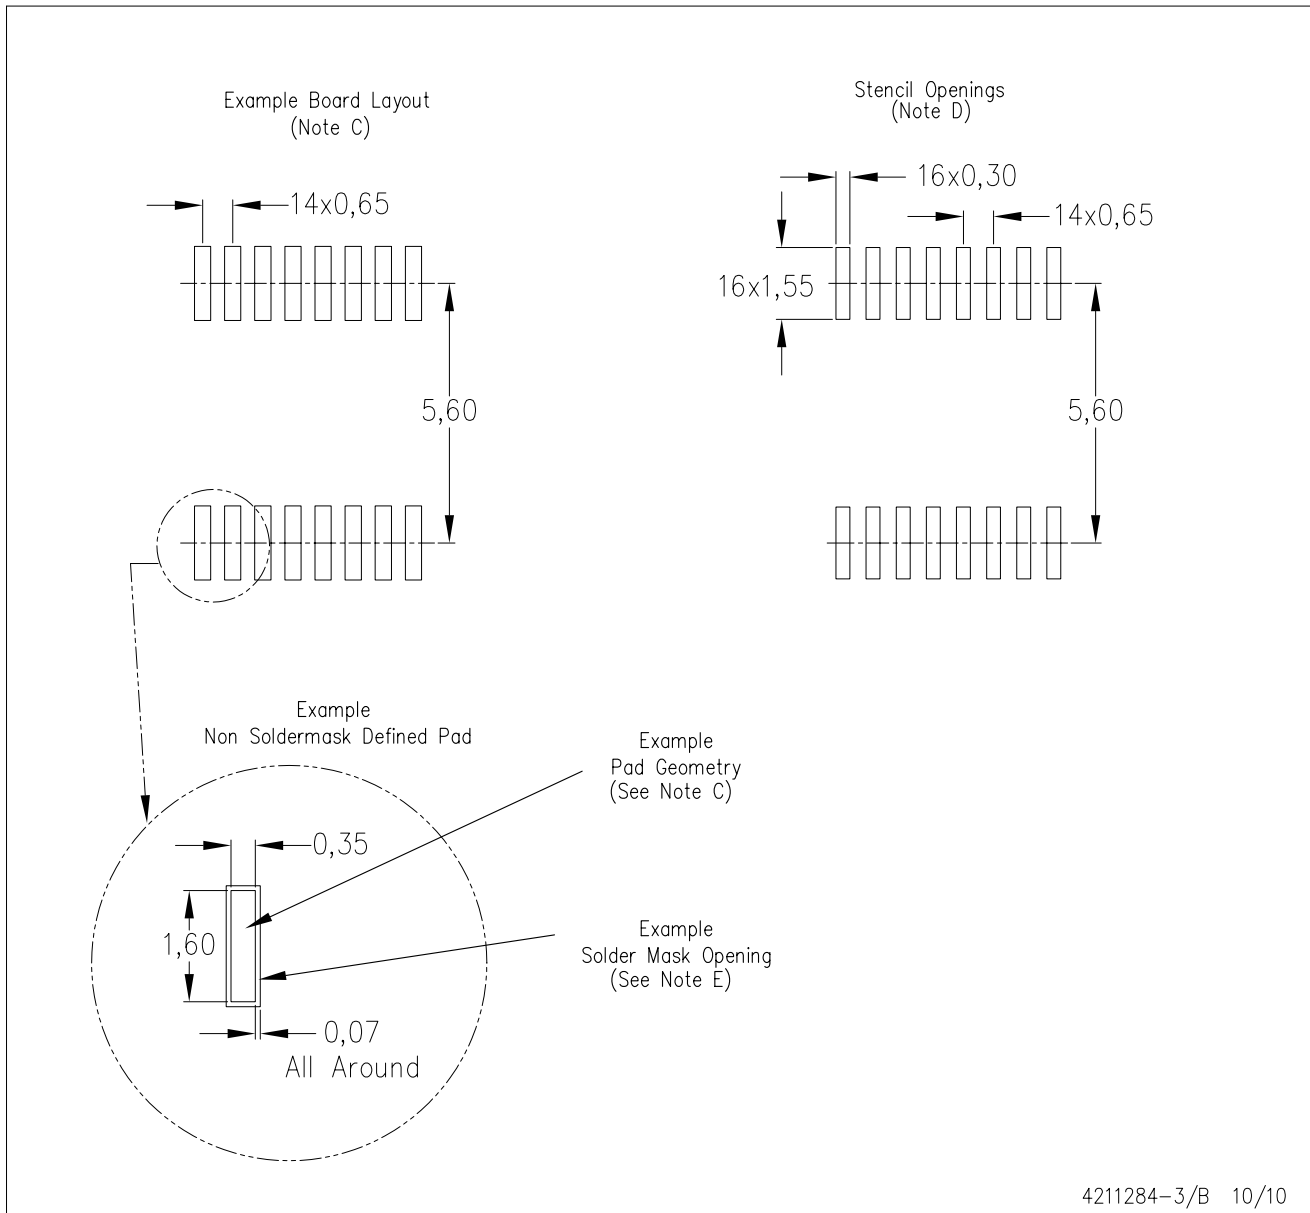 Example Board Layout
(Note C)
14x0,65
5,60
Stencil Openings
(Note D)
16x0,30
14x0,65
16x1,55
5,60
Example
Non Soldermask Defined Pad
0,35
1,60
0,07
All Around
Example
Pad Geometry
(See Note C)
Example
Solder Mask Opening
(See Note E)
4211284-3/B 10/10